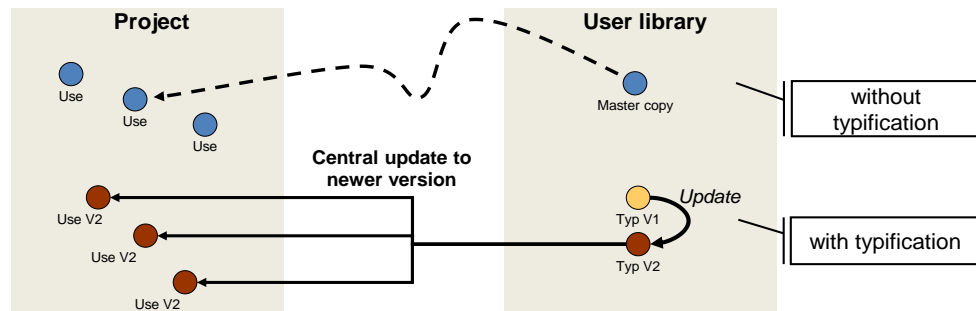 Project
User library
Use
Use
Use
Master copy
without
typification
Central update to
newer version
Use V2
Use V2
Use V2
Typ V1
Update
Typ V2
with typification